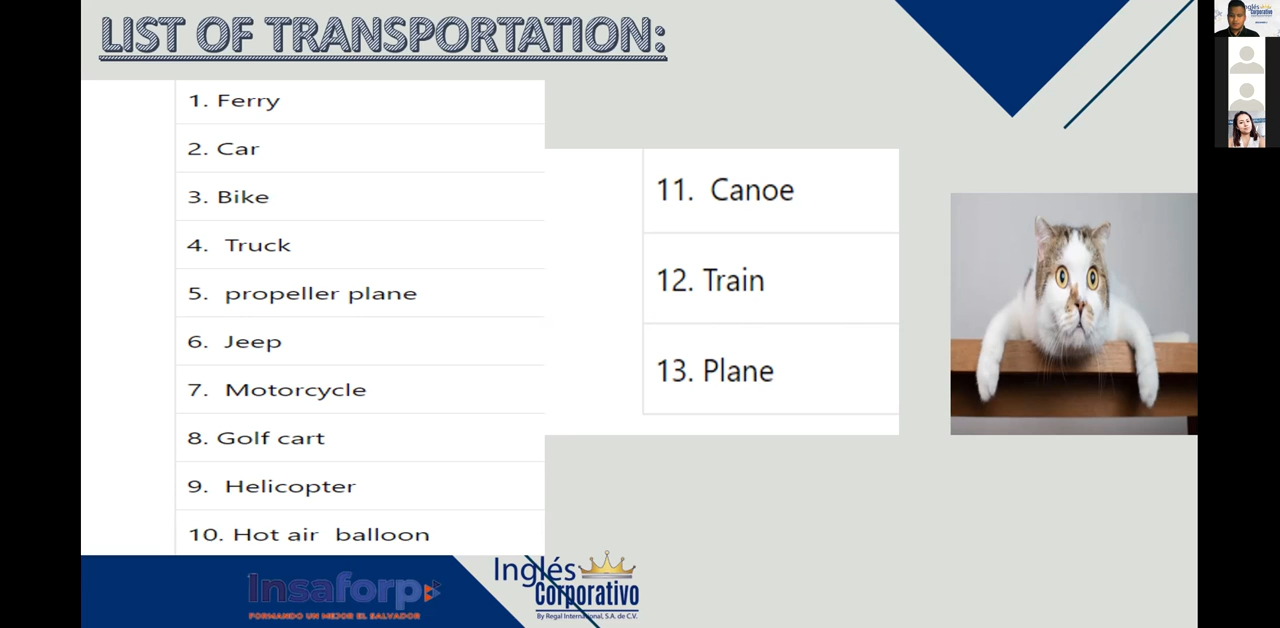 LIST OF TRANSPORTATION:
1. Ferry
2. Car
3. Bike
4. Truck
5. propeller plane
6. Jeep
7. Motorcycle
8. Golf cart
9. Helicopter
10. Hot air balloon
11. Canoe
12. Train
13. Plane
Insaforp
FORMANDO UN MEJOR EL SALVADOR
Inglés
Corporativo
By Regal International, S.A. de C.V.
Inglés
Corporativo